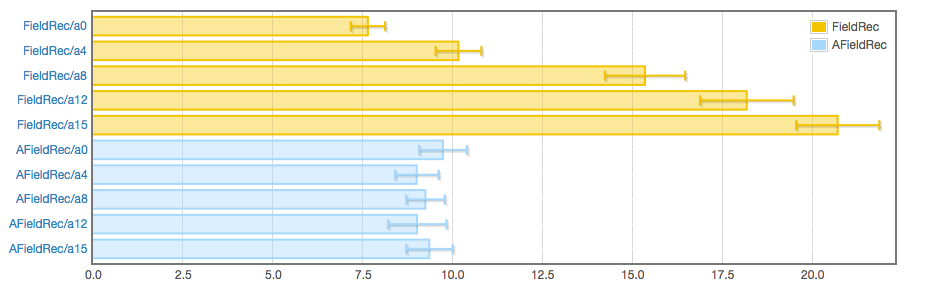 FieldRec/a0
FieldRec/a4
FieldRec/a8
FieldRec/a12
FieldRec/a15
AFieldRec/a0
AFieldRec/a4
AFieldRec/a8
AFieldRec/a12
AFieldRec/a15
FieldRec
AFieldRec
0.0 2.5 5.0 7.5 10.0 12.5 15.0 17.5 20.0